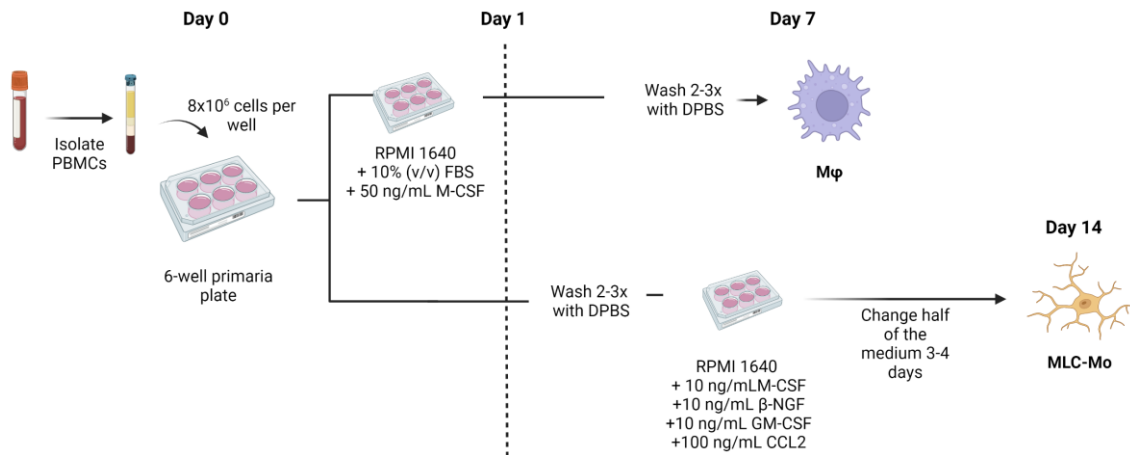 Day 0
Day 1
Day 7
Isolate
PBMCs
8x10⁶ cells per
well
6-well primaria
plate
RPMI 1640
+ 10% (v/v) FBS
+ 50 ng/mL M-CSF
Wash 2-3x
with DPBS
Mφ
Wash 2-3x
with DPBS
RPMI 1640
+ 10 ng/mLM-CSF
+10 ng/mL β-NGF
+10 ng/mL GM-CSF
+100 ng/mL CCL2
Change half
of the
medium 3-4
days
Day 14
MLC-Mo